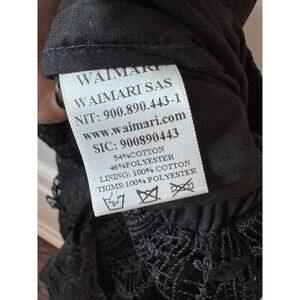 WAIMARI
WAIMARI SAS
NIT: 900.890.443-1
www.waimari.com
SIC: 900890443
54%COTTON
46%POLYESTER
LINING: 100% COTTON
TRIMS:100% POLYESTER